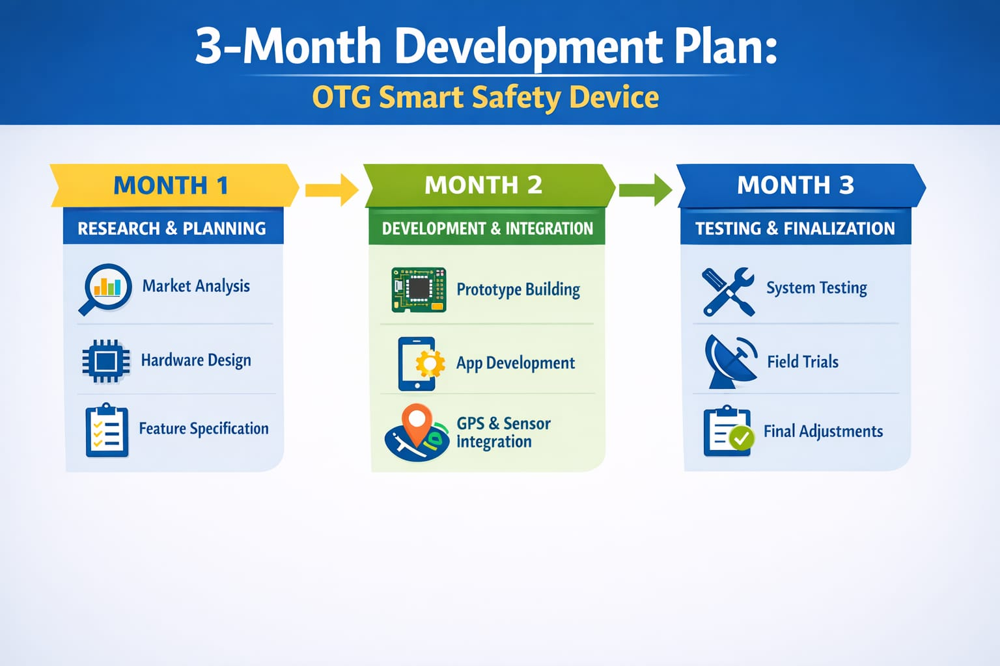 3-Month Development Plan:
OTG Smart Safety Device
MONTH 1
RESEARCH & PLANNING
Market Analysis
Hardware Design
Feature Specification
MONTH 2
DEVELOPMENT & INTEGRATION
Prototype Building
App Development
GPS & Sensor
Integration
MONTH 3
TESTING & FINALIZATION
System Testing
Field Trials
Final Adjustments